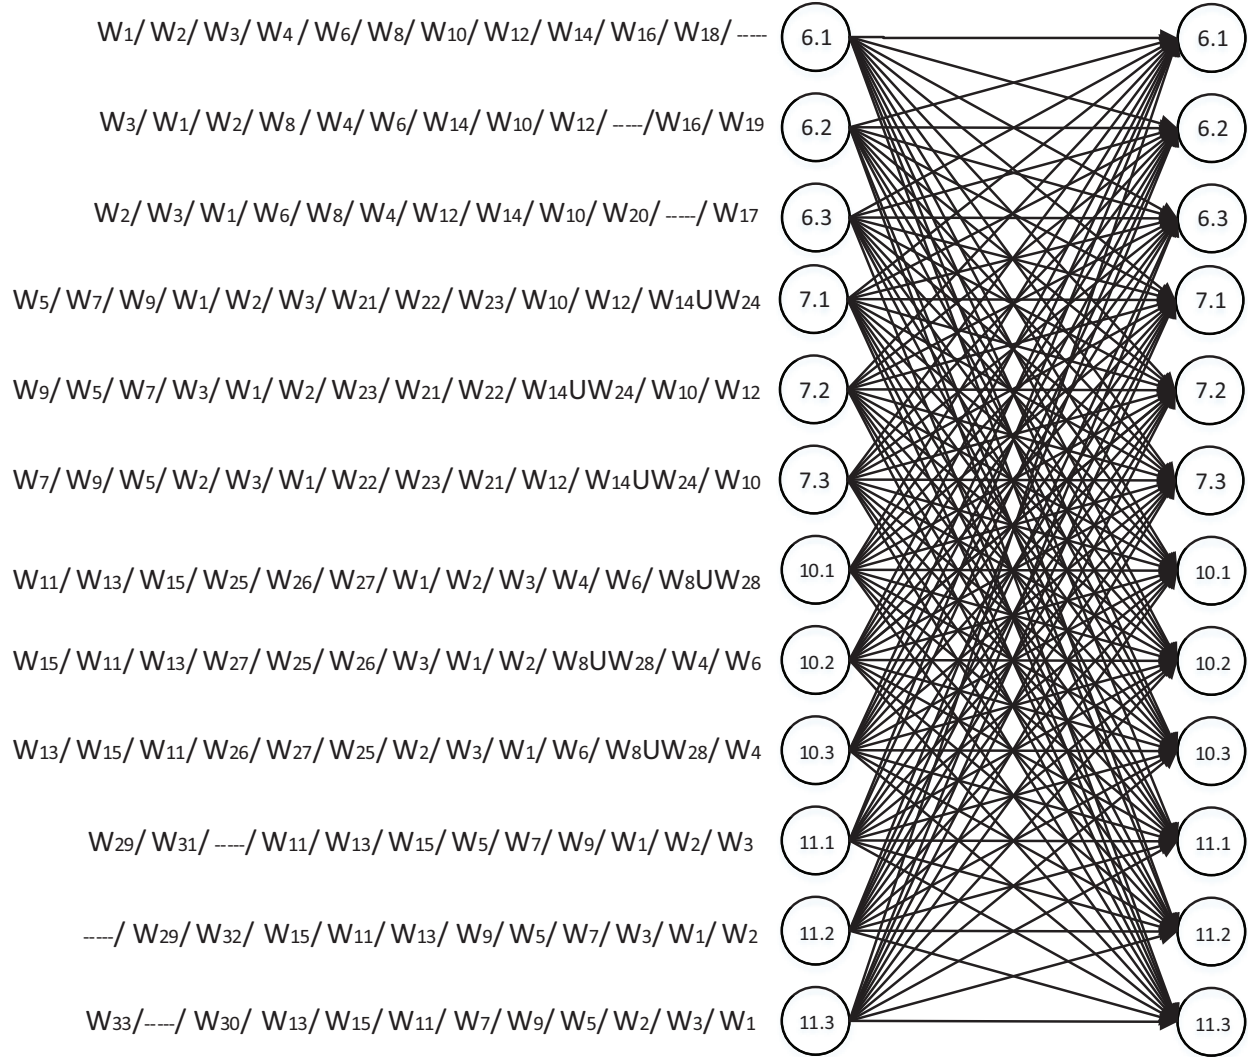 W1/ W2/ W3/ W4 / W6/ W8/ W10/ W12/ W14/ W16/ W18/ ----- 6.1 6.1
W3/ W1/ W2/ W8 / W4/ W6/ W14/ W10/ W12/ -----/W16/ W19 6.2 6.2
W2/ W3/ W1/ W6/ W8/ W4/ W12/ W14/ W10/ W20/ -----/ W17 6.3 6.3
W5/ W7/ W9/ W1/ W2/ W3/ W21/ W22/ W23/ W10/ W12/ W14UW24 7.1 7.1
W9/ W5/ W7/ W3/ W1/ W2/ W23/ W21/ W22/ W14UW24/ W10/ W12 7.2 7.2
W7/ W9/ W5/ W2/ W3/ W1/ W22/ W23/ W21/ W12/ W14UW24/ W10 7.3 7.3
W11/ W13/ W15/ W25/ W26/ W27/ W1/ W2/ W3/ W4/ W6/ W8UW28 10.1 10.1
W15/ W11/ W13/ W27/ W25/ W26/ W3/ W1/ W2/ W8UW28/ W4/ W6 10.2 10.2
W13/ W15/ W11/ W26/ W27/ W25/ W2/ W3/ W1/ W6/ W8UW28/ W4 10.3 10.3
W29/ W31/ -----/ W11/ W13/ W15/ W5/ W7/ W9/ W1/ W2/ W3 11.1 11.1
-----/ W29/ W32/ W15/ W11/ W13/ W9/ W5/ W7/ W3/ W1/ W2 11.2 11.2
W33/-----/ W30/ W13/ W15/ W11/ W7/ W9/ W5/ W2/ W3/ W1 11.3 11.3